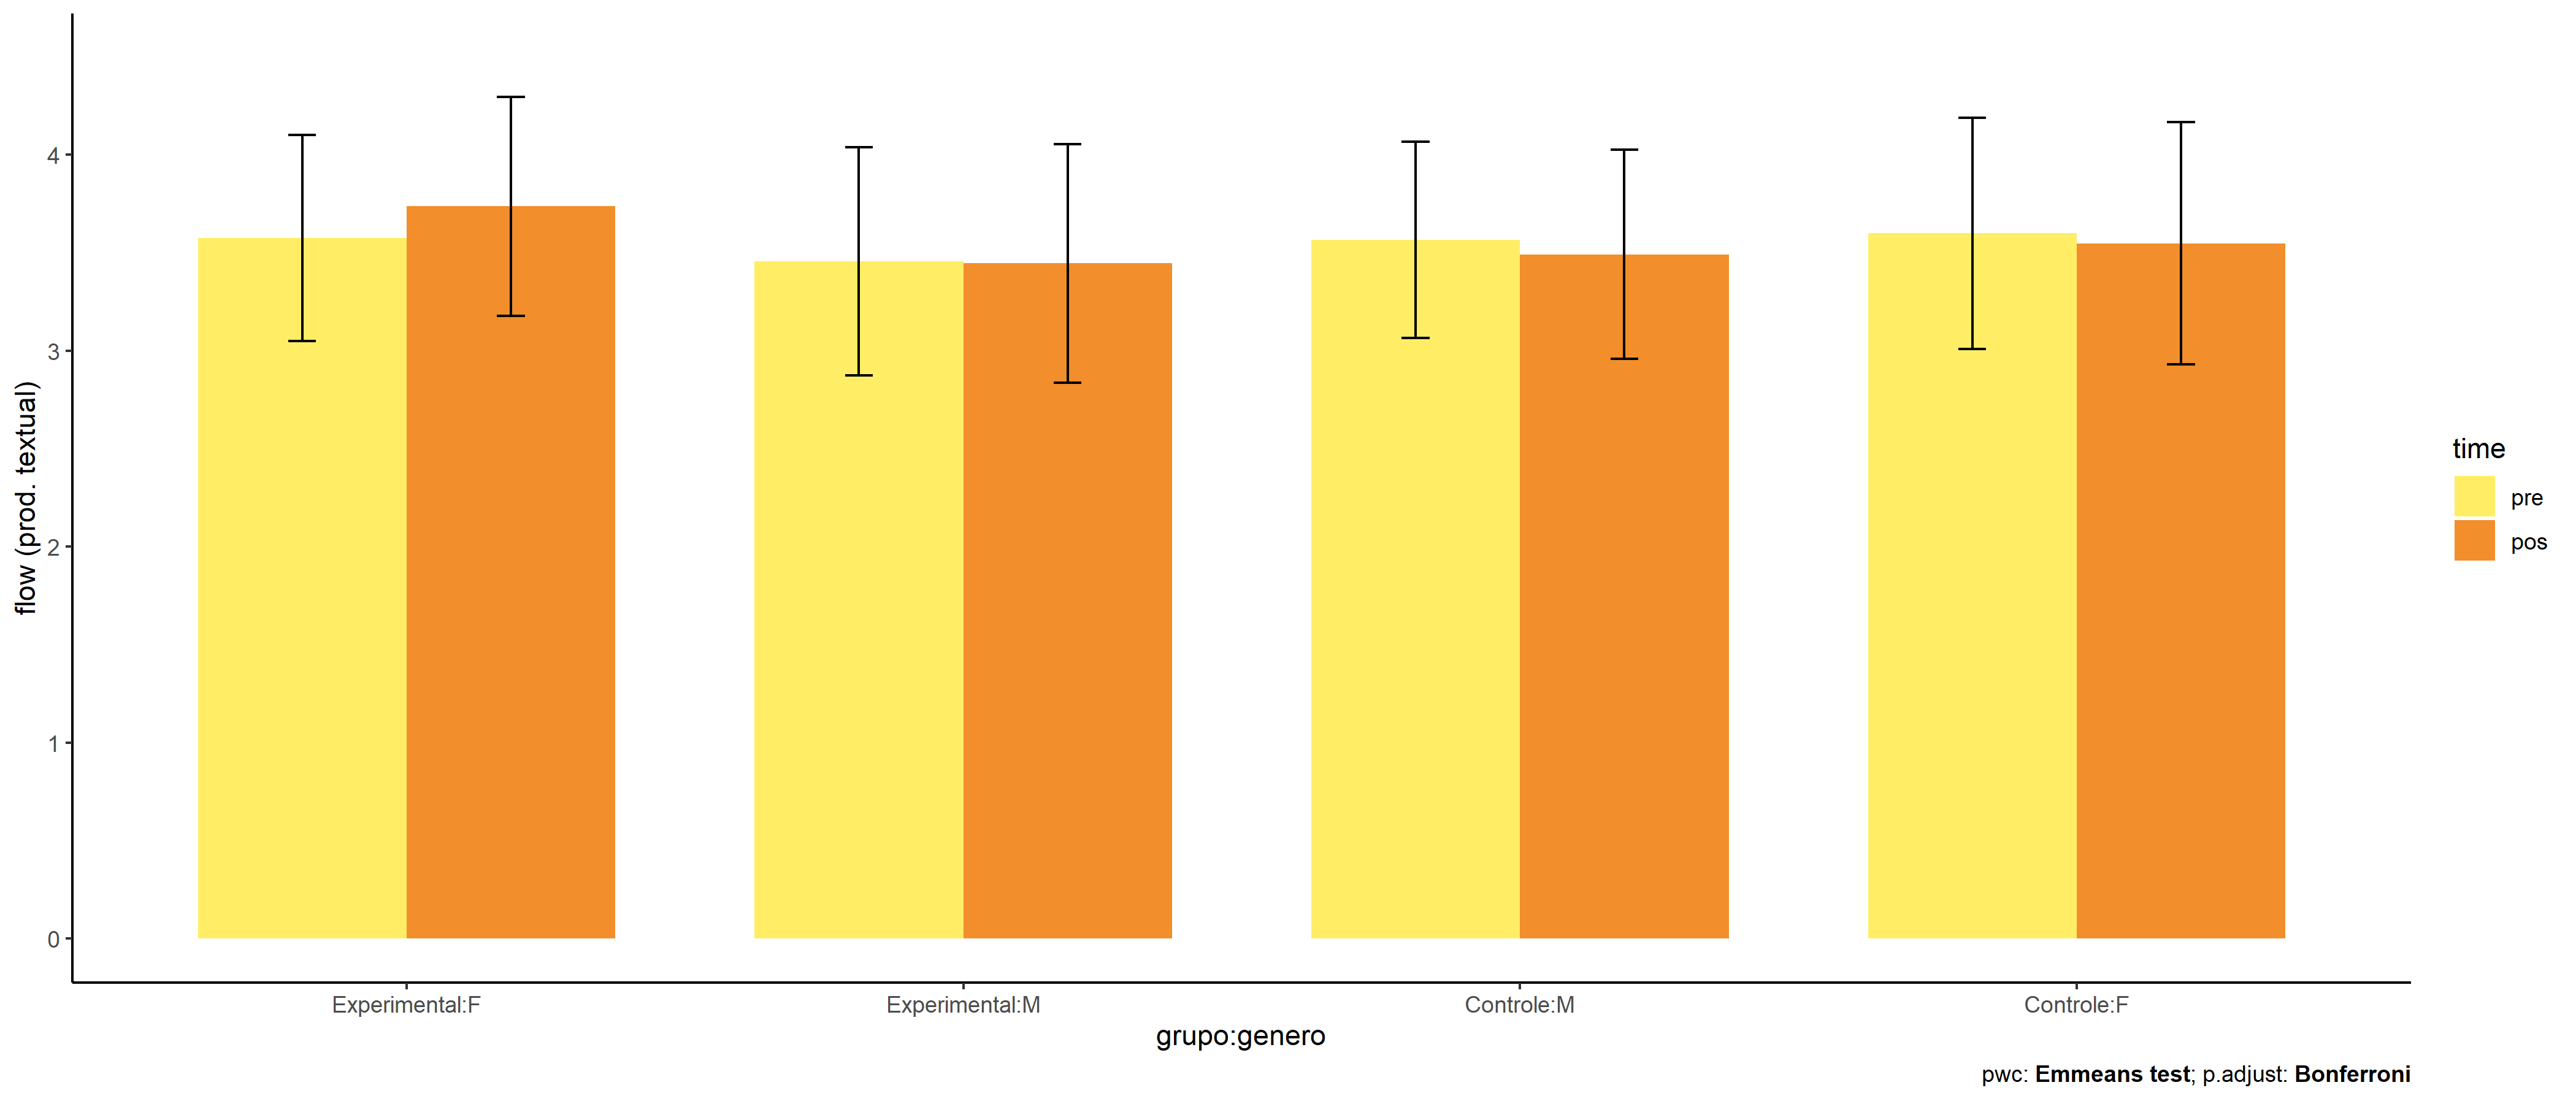 flow (prod. textual)
4
3
2
1
0
Experimental:F
Experimental:M
Controle:M
Controle:F
grupo:genero
time
pre
pos
pwc: Emmeans test; p.adjust: Bonferroni